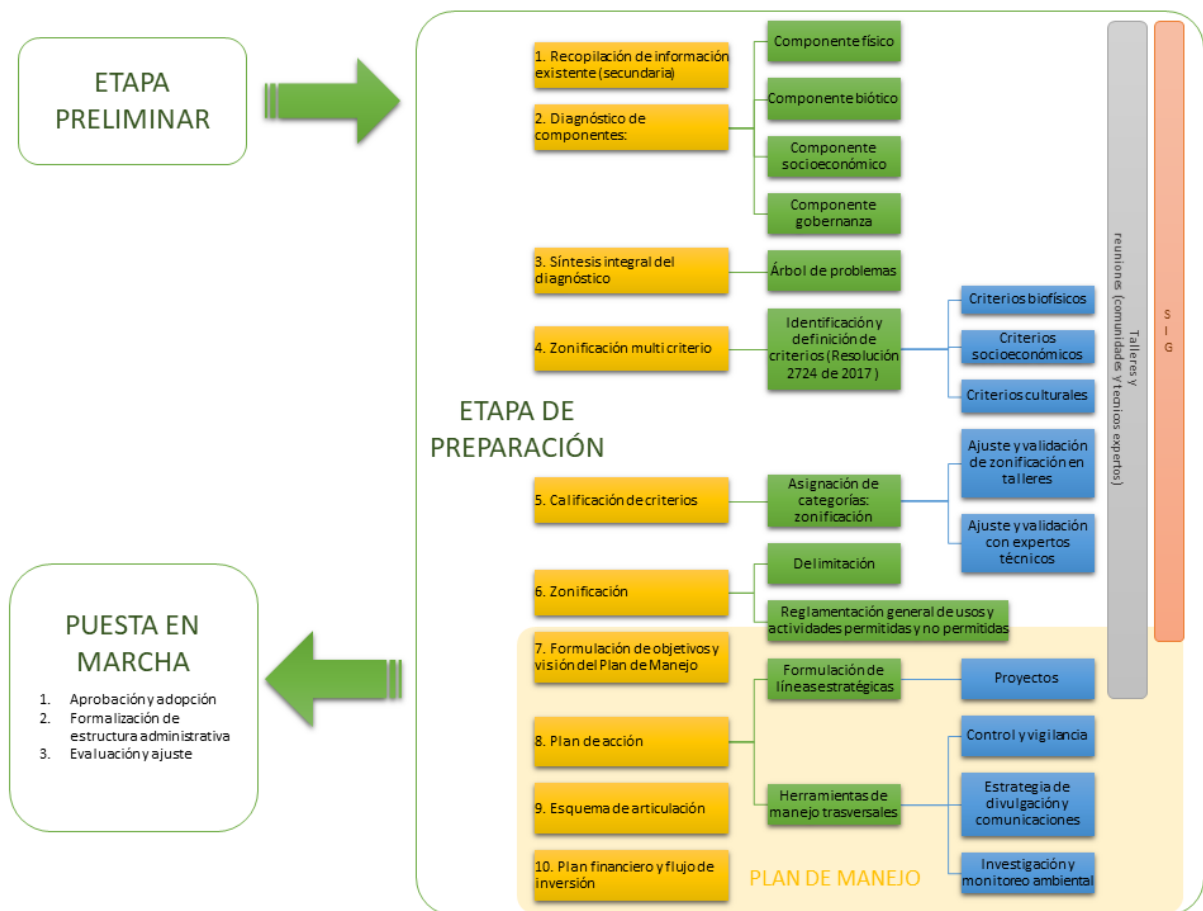 ETAPA
PRELIMINAR
ETAPA DE
PREPARACIÓN
1. Recopilación de información
existente (secundaria)
2. Diagnóstico de
componentes:
Componente físico
Componente biótico
Componente
socioeconómico
Componente
gobernanza
3. Síntesis integral del
diagnóstico
Árbol de problemas
4. Zonificación multi criterio
Identificación y
definición de
criterios (Resolución
2724 de 2017 )
Criterios biofísicos
Criterios
socioeconómicos
Criterios culturales
5. Calificación de criterios
Asignación de
categorías:
zonificación
Ajuste y validación
de zonificación en
talleres
Ajuste y validación
con expertos
técnicos
6. Zonificación
Delimitación
Reglamentación general de usos y
actividades permitidas y no permitidas
7. Formulación de objetivos y
visión del Plan de Manejo
8. Plan de acción
Formulación de
líneas estratégicas
Proyectos
Herramientas de
manejo trasversales
Control y vigilancia
Estrategia de
divulgación y
comunicaciones
Investigación y
monitoreo ambiental
9. Esquema de articulación
10. Plan financiero y flujo de
inversión
PLAN DE MANEJO
Talleres y
reuniones (comunidades y tecnicos expertos)
S
I
G
PUESTA EN
MARCHA
1. Aprobación y adopción
2. Formalización de
estructura administrativa
3. Evaluación y ajuste